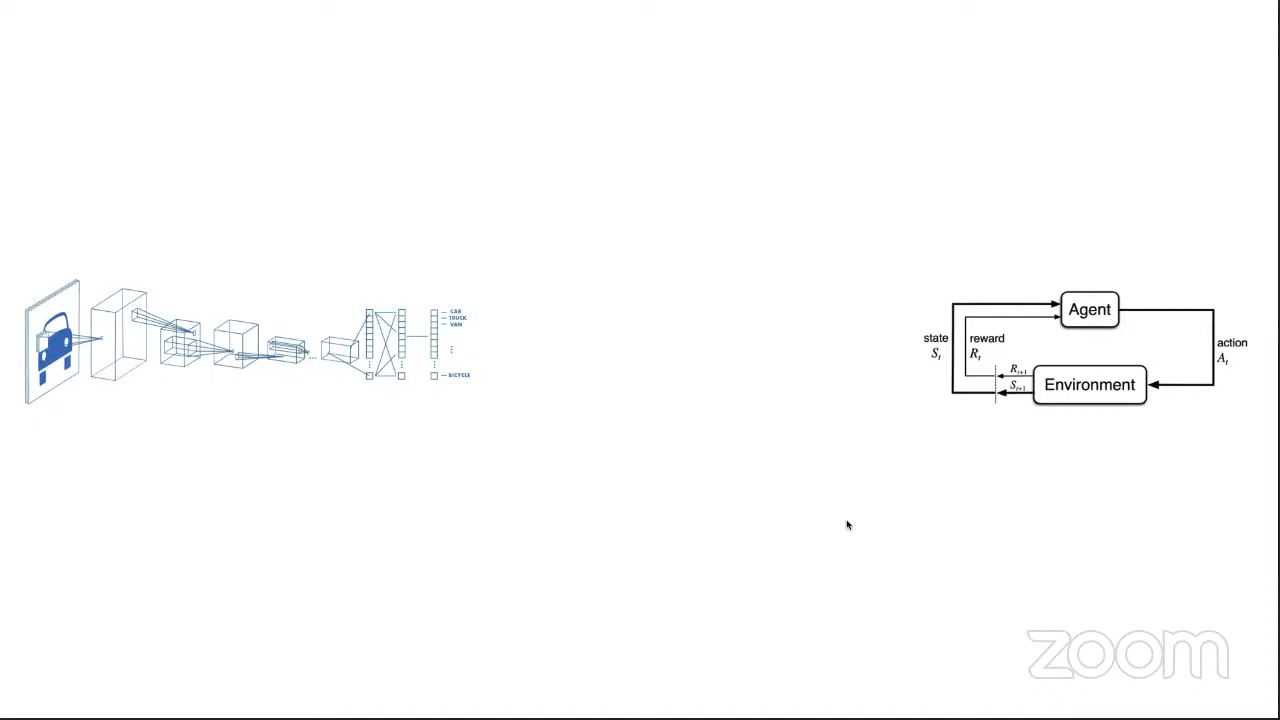 CAR
TRUCK
VAN
BICYCLE
Agent
state
S_t
reward
R_t
action
A_t
R_{t+1}
S_{t+1}
Environment
zoom